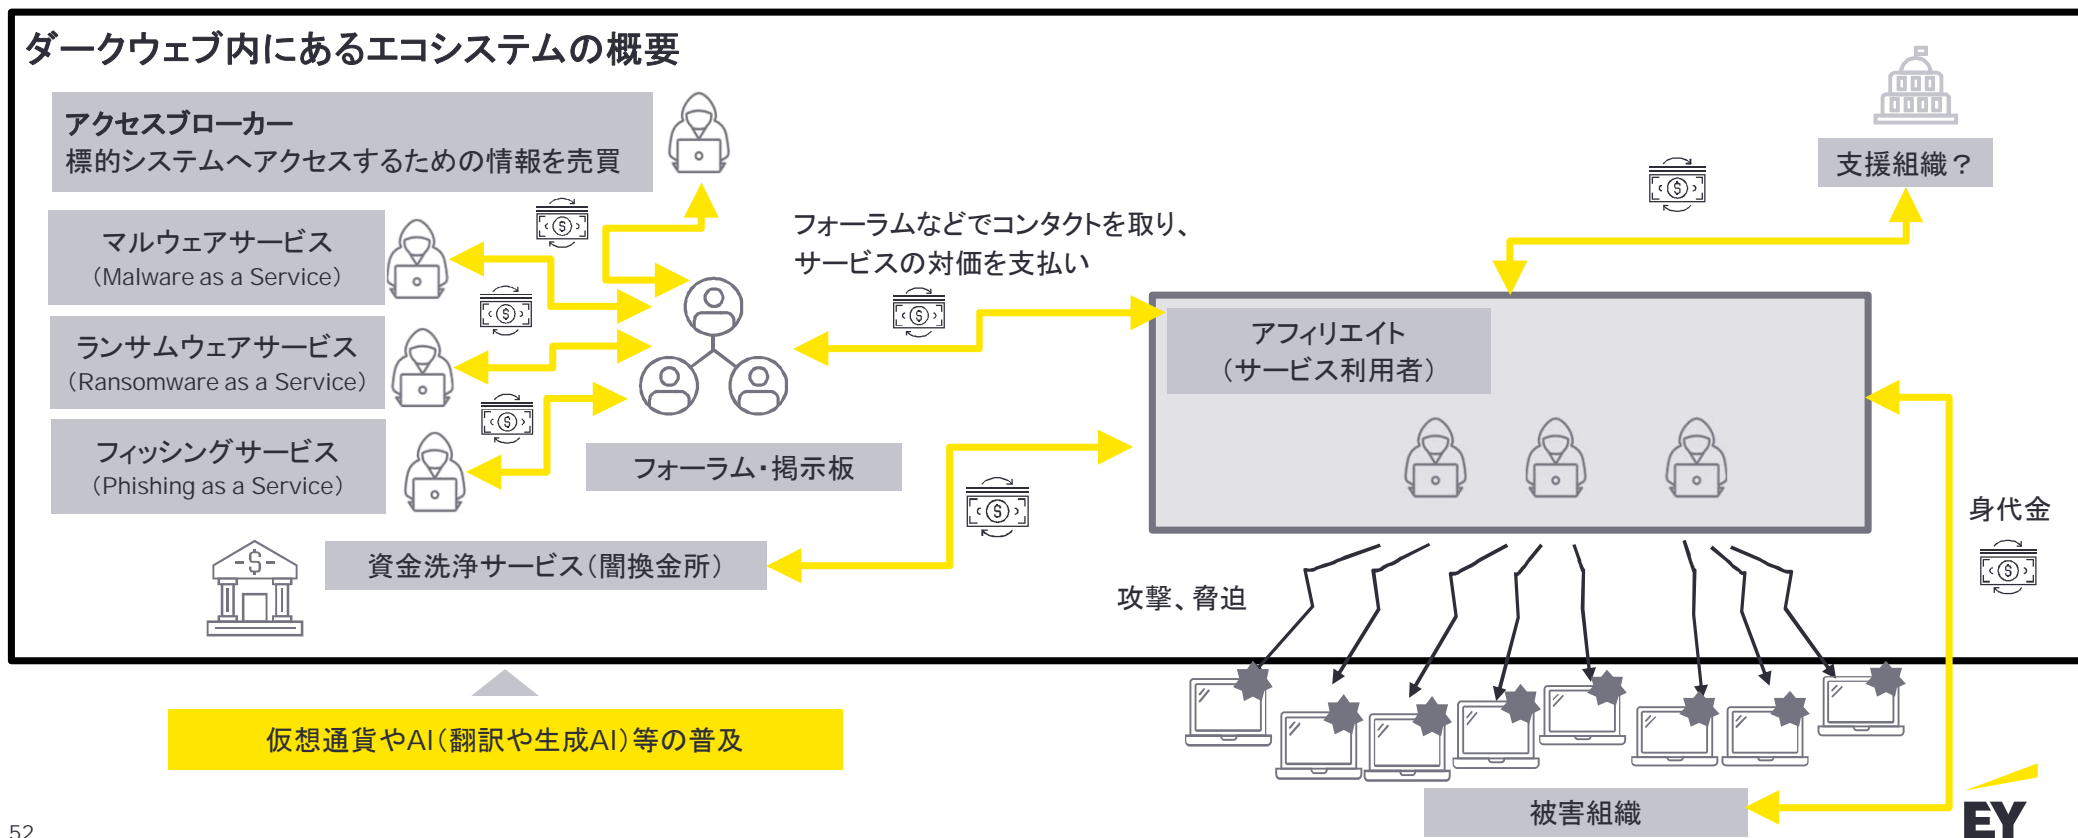 ダークウェブ内にあるエコシステムの概要
アクセスブローカー
標的システムへアクセスするための情報を売買
マルウェアサービス
（Malware as a Service）
ランサムウェアサービス
（Ransomware as a Service）
フィッシングサービス
（Phishing as a Service）
フォーラム・掲示板
資金洗浄サービス（闇換金所）
フォーラムなどでコンタクトを取り、
サービスの対価を支払い
支援組織？
アフィリエイト
（サービス利用者）
攻撃、脅迫
身代金
仮想通貨やAI（翻訳や生成AI）等の普及
被害組織
EY
52